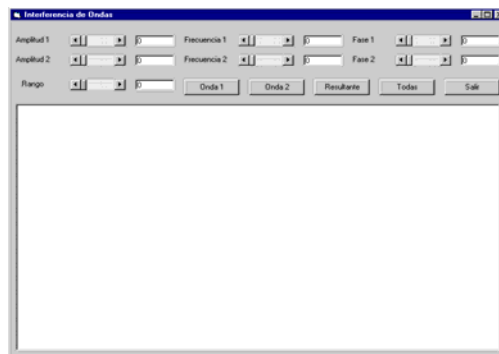 Interferencia de Ondas
Amplitud 1 0 Frecuencia 1 0 Fase 1 0
Amplitud 2 0 Frecuencia 2 0 Fase 2 0
Rango 0 Onda 1 Onda 2 Resultante Todas Salir